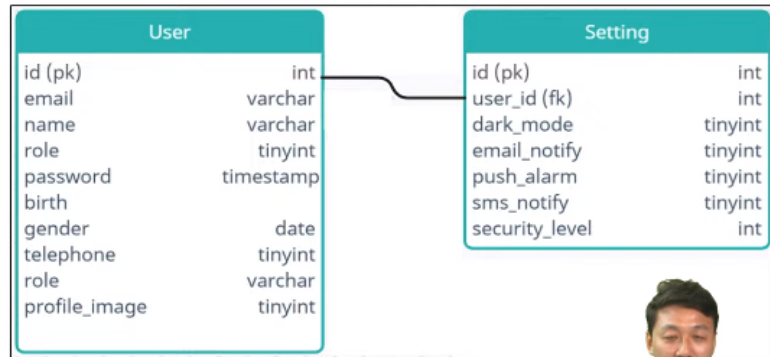 User
id (pk) int
email varchar
name varchar
role tinyint
password timestamp
birth
gender date
telephone tinyint
role varchar
profile_image tinyint
Setting
id (pk) int
user_id (fk) int
dark_mode tinyint
email_notify tinyint
push_alarm tinyint
sms_notify tinyint
security_level int